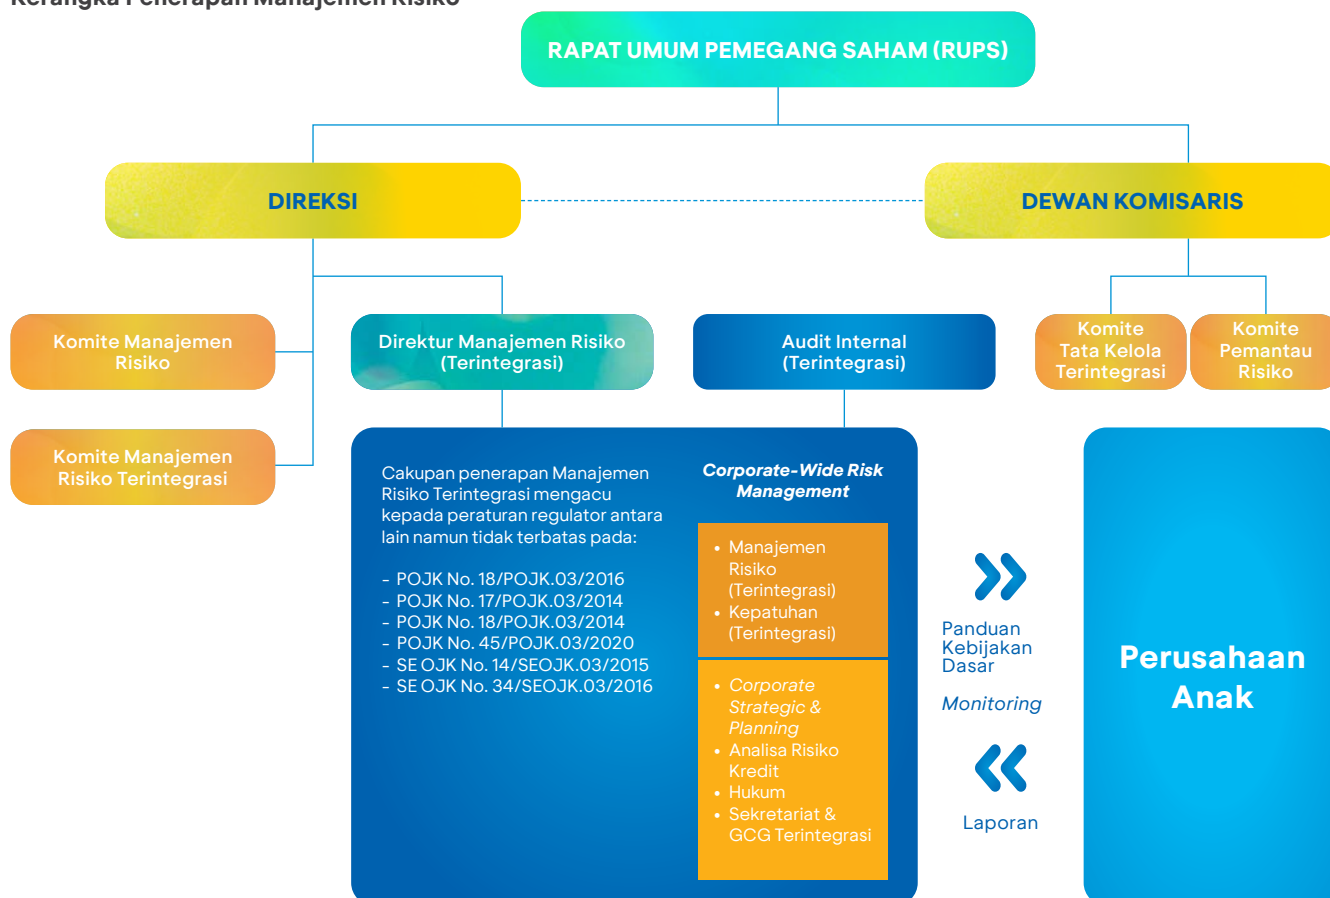 Kerangka Penerapan Manajemen Risiko
RAPAT UMUM PEMEGANG SAHAM (RUPS)
DIREKSI
DEWAN KOMISARIS
Komite Manajemen
Risiko
Direktur Manajemen Risiko
(Terintegrasi)
Audit Internal
(Terintegrasi)
Komite
Tata Kelola
Terintegrasi
Komite
Pemantau
Risiko
Komite Manajemen
Risiko Terintegrasi
Cakupan penerapan Manajemen
Risiko Terintegrasi mengacu
kepada peraturan regulator antara
lain namun tidak terbatas pada:
- POJK No. 18/POJK.03/2016
- POJK No. 17/POJK.03/2014
- POJK No. 18/POJK.03/2014
- POJK No. 45/POJK.03/2020
- SE OJK No. 14/SEOJK.03/2015
- SE OJK No. 34/SEOJK.03/2016
Corporate-Wide Risk
Management
• Manajemen
Risiko
(Terintegrasi)
• Kepatuhan
(Terintegrasi)
• Corporate
Strategic &
Planning
• Analisa Risiko
Kredit
• Hukum
• Sekretariat &
GCG Terintegrasi
Panduan
Kebijakan
Dasar
Monitoring
Laporan
Perusahaan
Anak